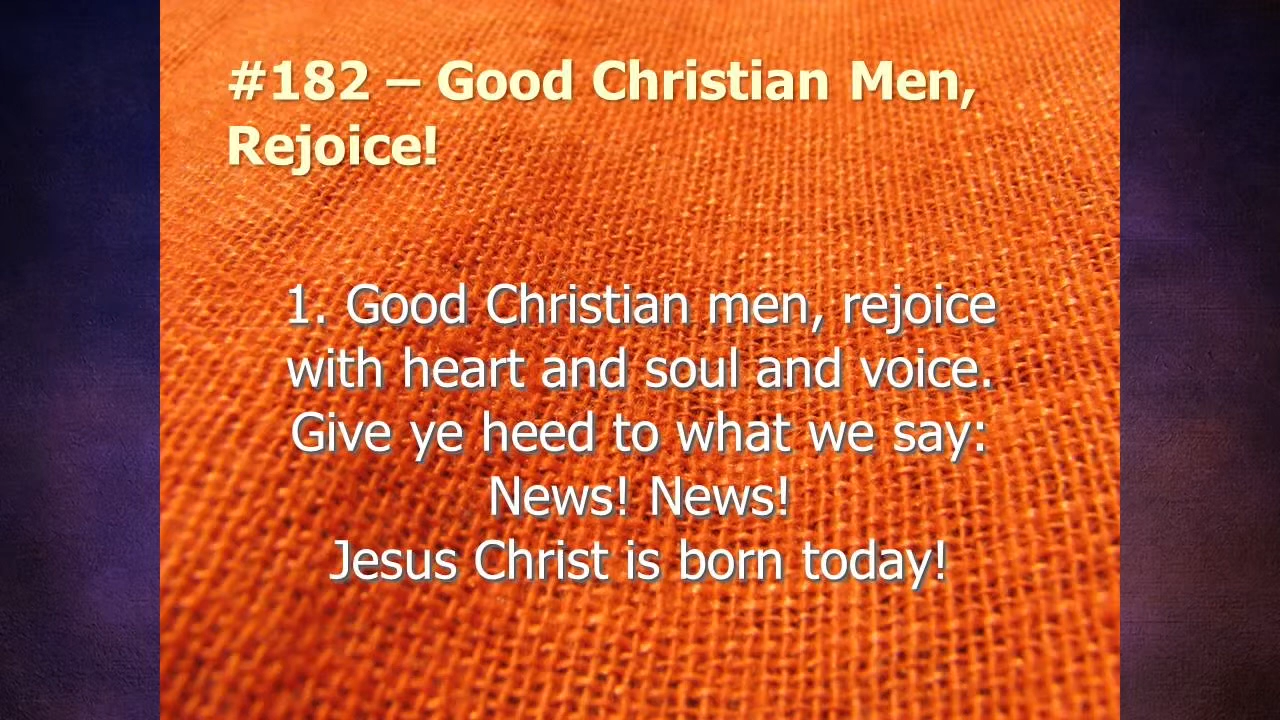 #182 – Good Christian Men,
Rejoice!
1. Good Christian men, rejoice
with heart and soul and voice.
Give ye heed to what we say:
News! News!
Jesus Christ is born today!